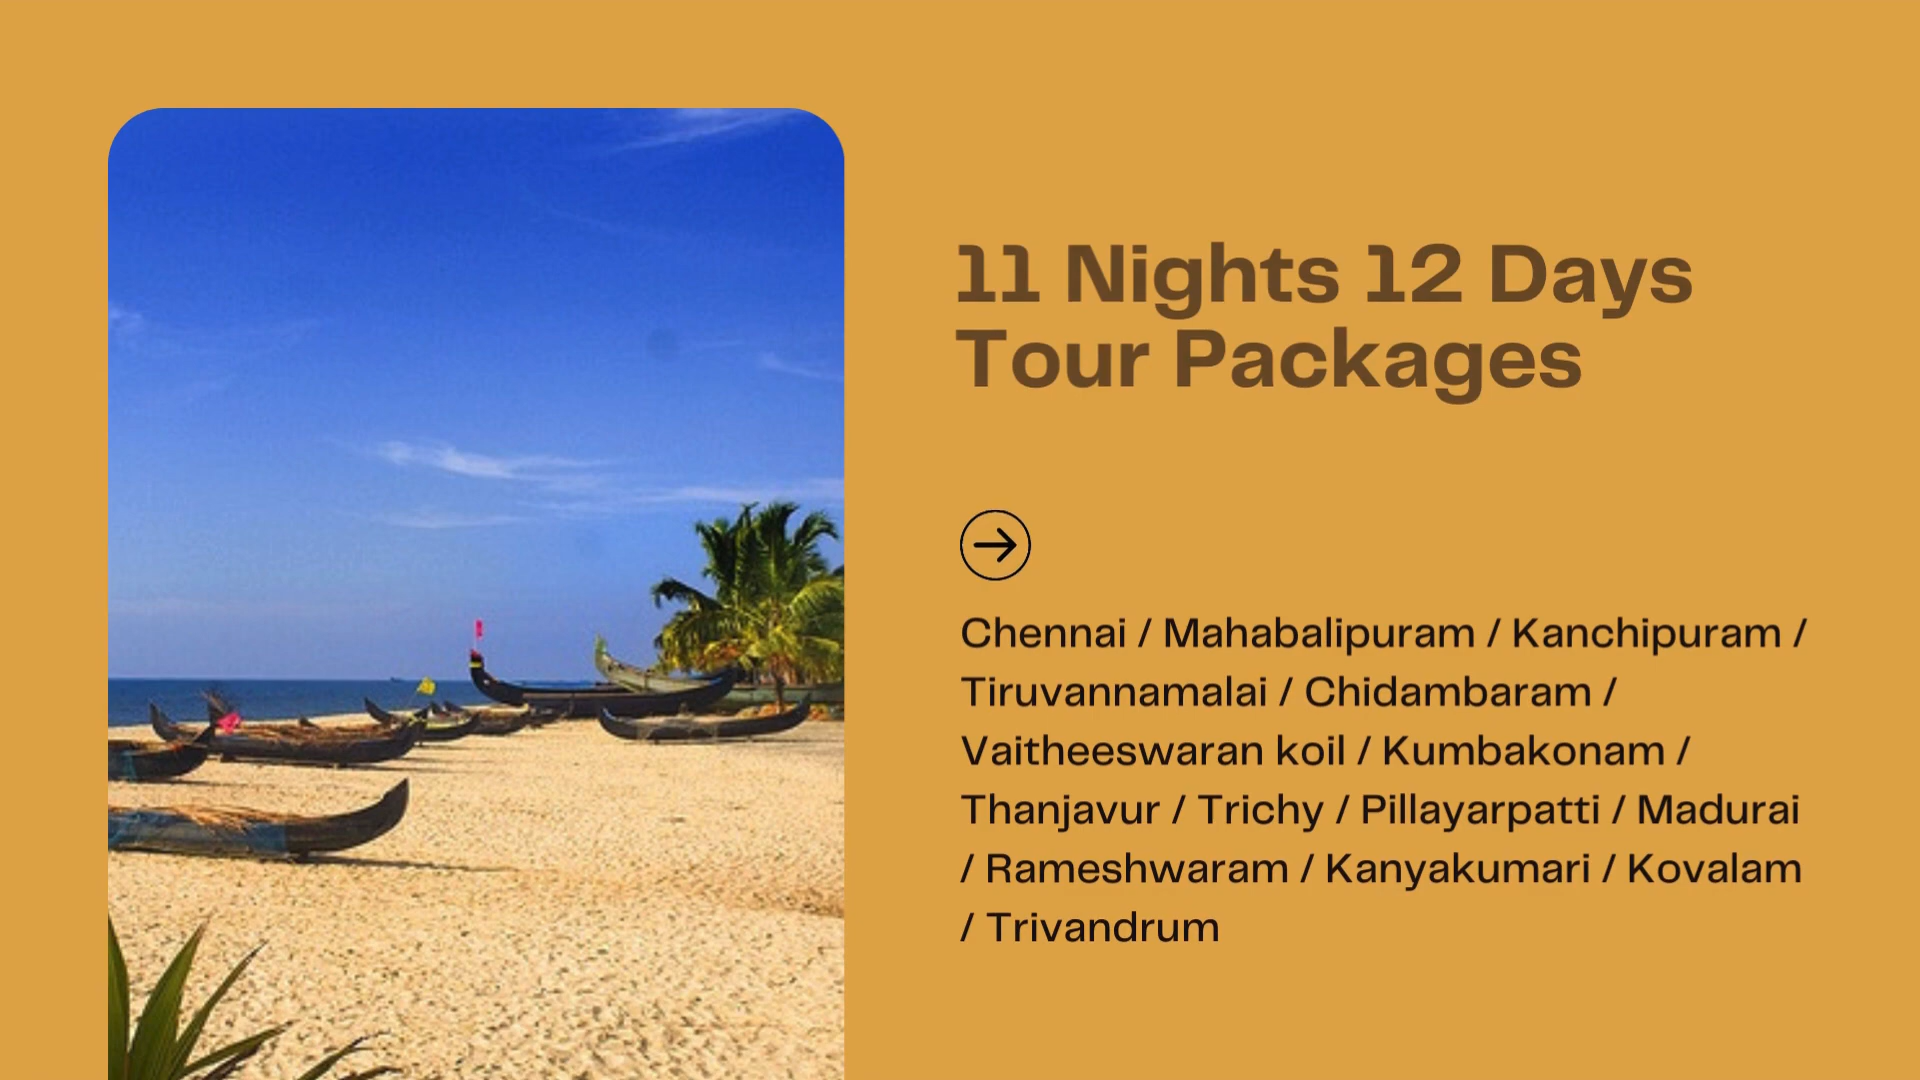 11 Nights 12 Days
Tour Packages
Chennai / Mahabalipuram / Kanchipuram /
Tiruvannamalai / Chidambaram /
Vaitheeswaran koil / Kumbakonam /
Thanjavur / Trichy / Pillayarpatti / Madurai
/ Rameshwaram / Kanyakumari / Kovalam
/ Trivandrum